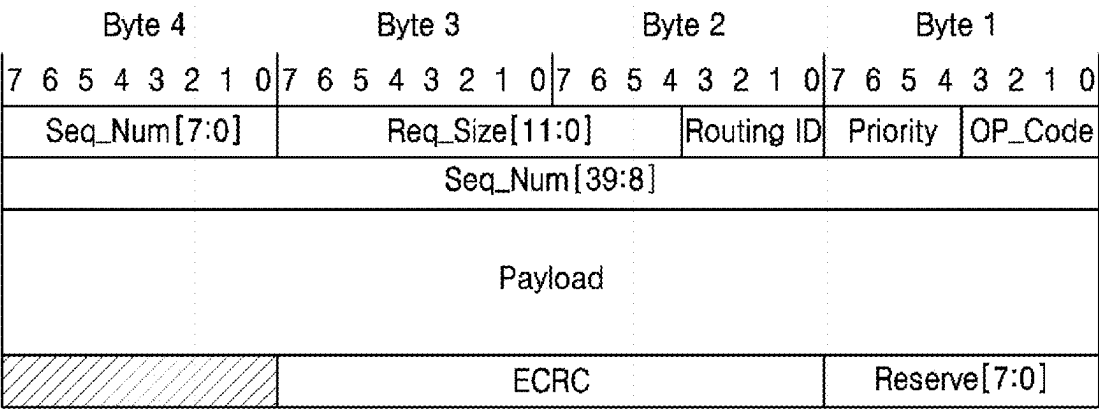 Byte 4 Byte 3 Byte 2 Byte 1
7 6 5 4 3 2 1 0 7 6 5 4 3 2 1 0 7 6 5 4 3 2 1 0 7 6 5 4 3 2 1 0
Seq_Num[7:0] Req_Size[11:0] Routing ID Priority OP_Code
Seq_Num[39:8]
Payload
ECRC Reserve[7:0]